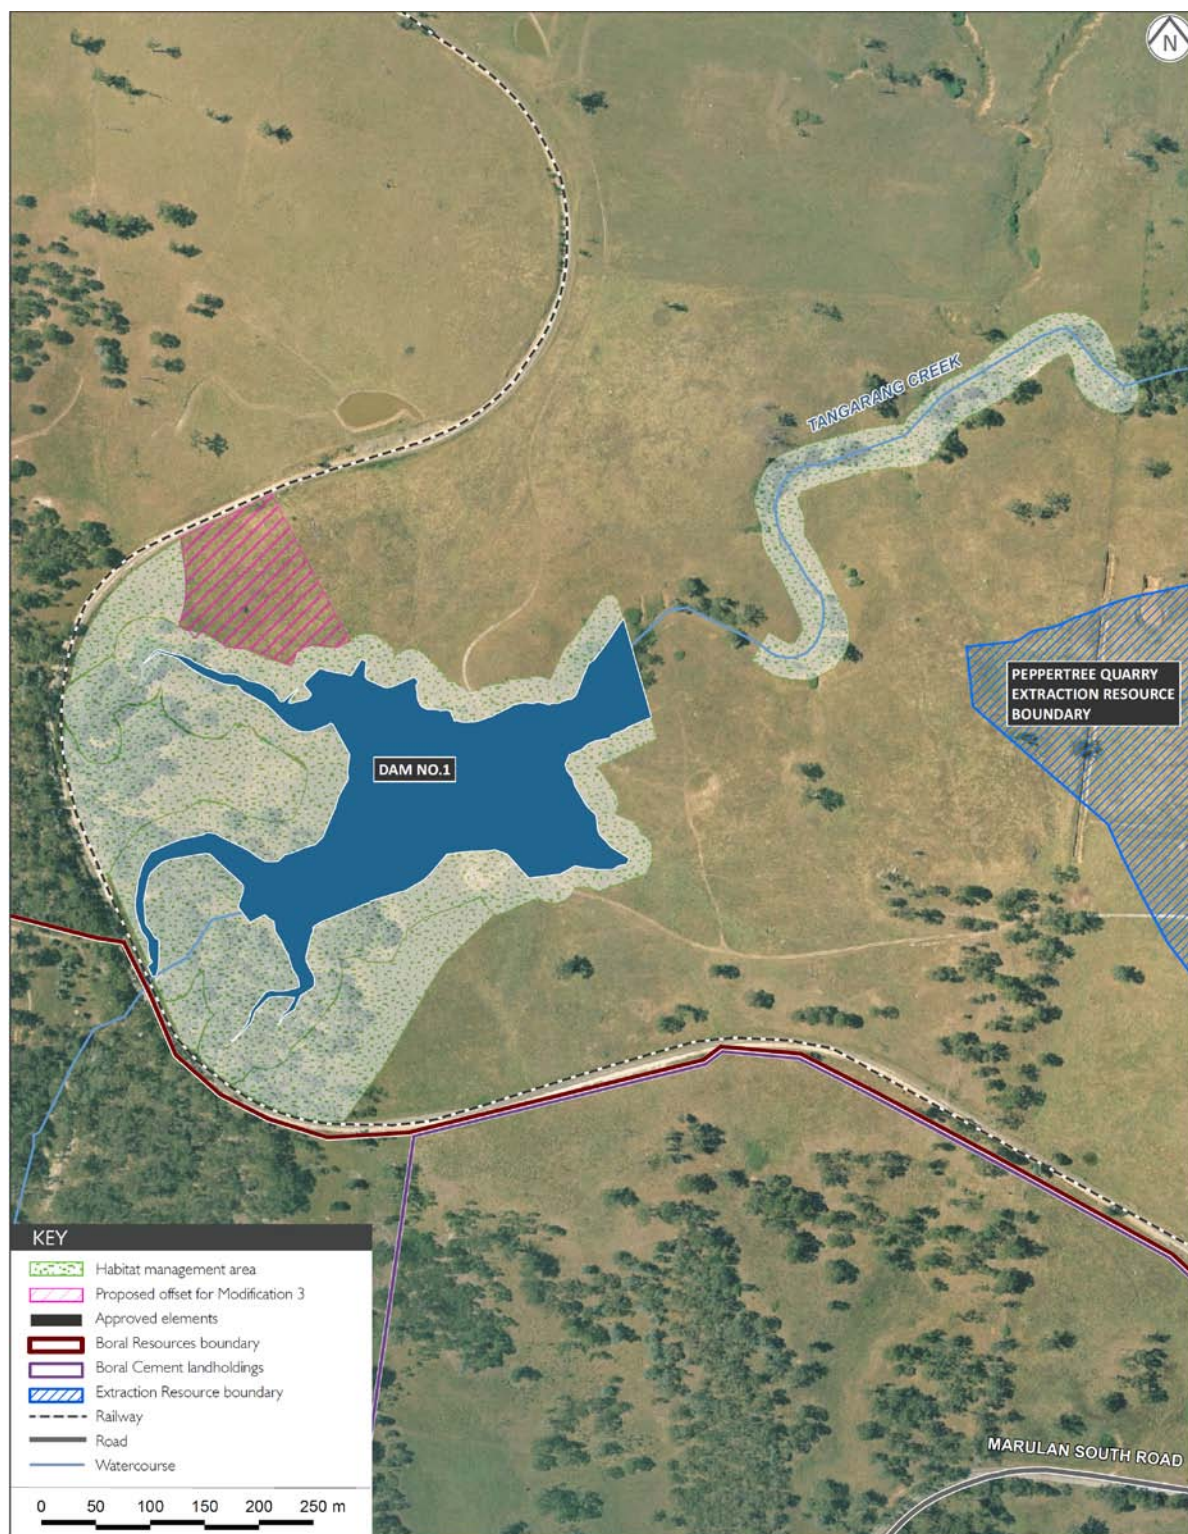 N
TANGARANG CREEK
PEPPERTREE QUARRY
EXTRACTION RESOURCE
BOUNDARY
DAM NO.1
KEY
Habitat management area
Proposed offset for Modification 3
Approved elements
Boral Resources boundary
Boral Cement landholdings
Extraction Resource boundary
Railway
Road
Watercourse
MARULAN SOUTH ROAD
0 50 100 150 200 250 m